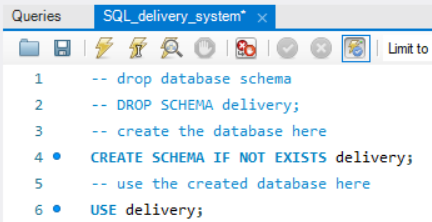 Queries
SQL_delivery_system*
Limit to
1 -- drop database schema
2 -- DROP SCHEMA delivery;
3 -- create the database here
4 CREATE SCHEMA IF NOT EXISTS delivery;
5 -- use the created database here
6 USE delivery;